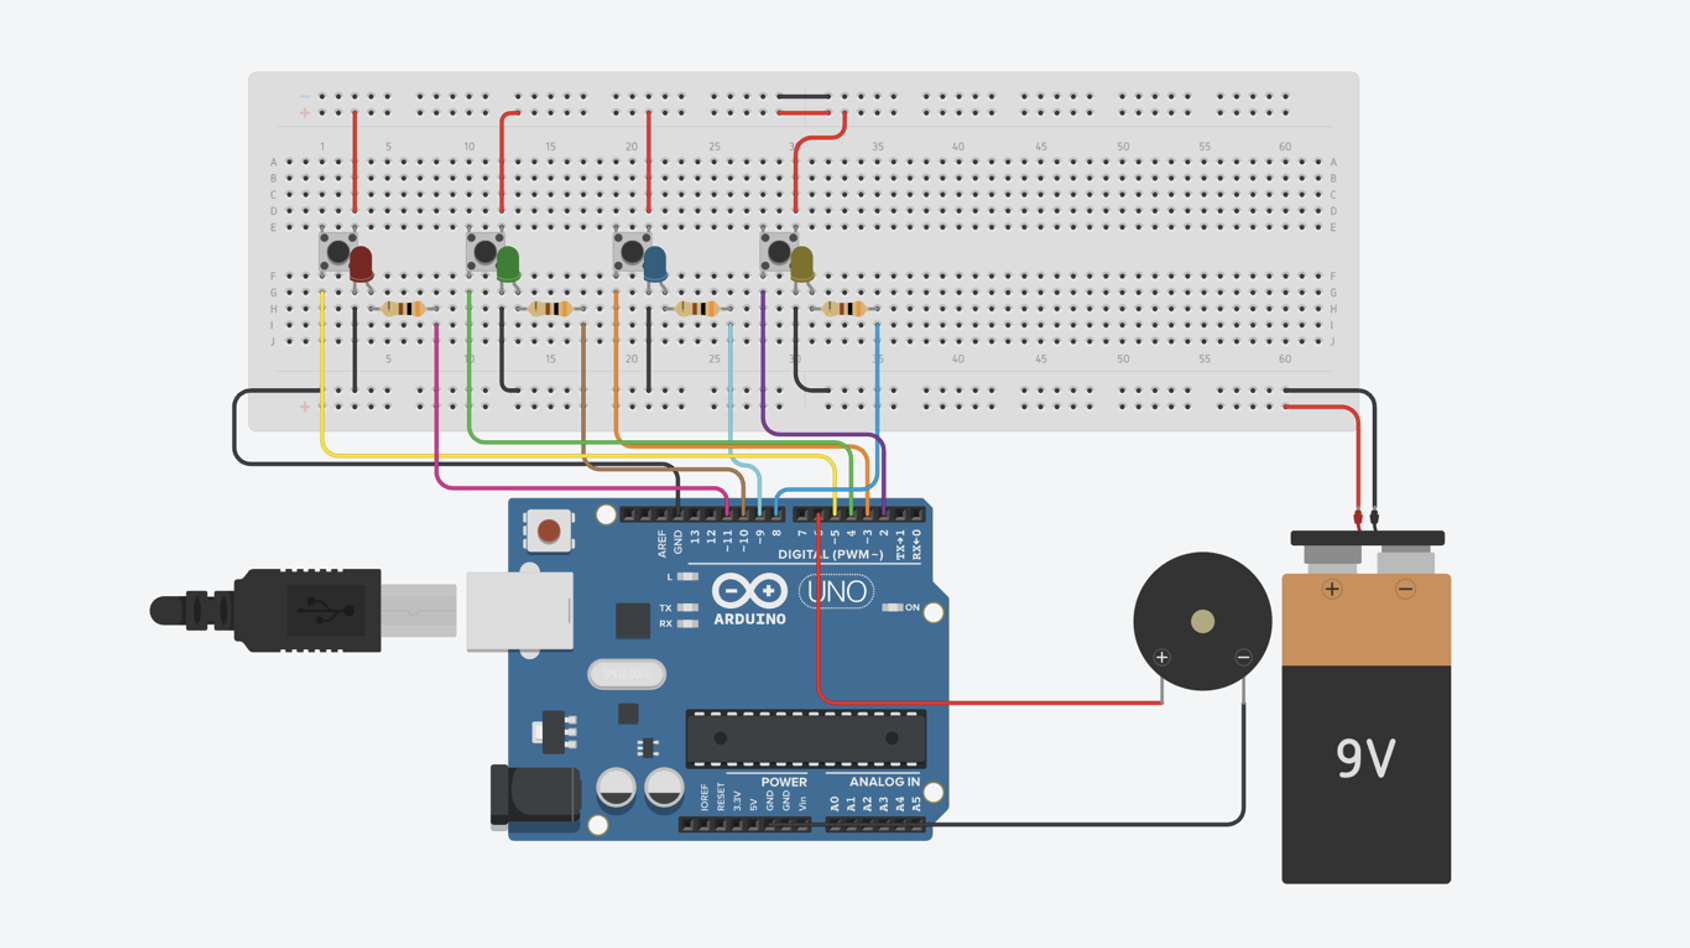 − 
+
1 5 10 15 20 25 30 35 40 45 50 55 60
A A
B B
C C
D D
E E
F F
G G
H H
I I
J J
5 10 15 20 25 30 35 40 45 50 55 60
+
AREF GND 13 12 ~11 ~10 ~9 8 7 ~5 4 ~3 2 TX→1 RX←0
DIGITAL (PWM~)
L
TX
RX
UNO
ON
ARDUINO
+ −
+ −
9V
POWER ANALOG IN
IOREF RESET 3.3V 5V GND GND Vin A0 A1 A2 A3 A4 A5